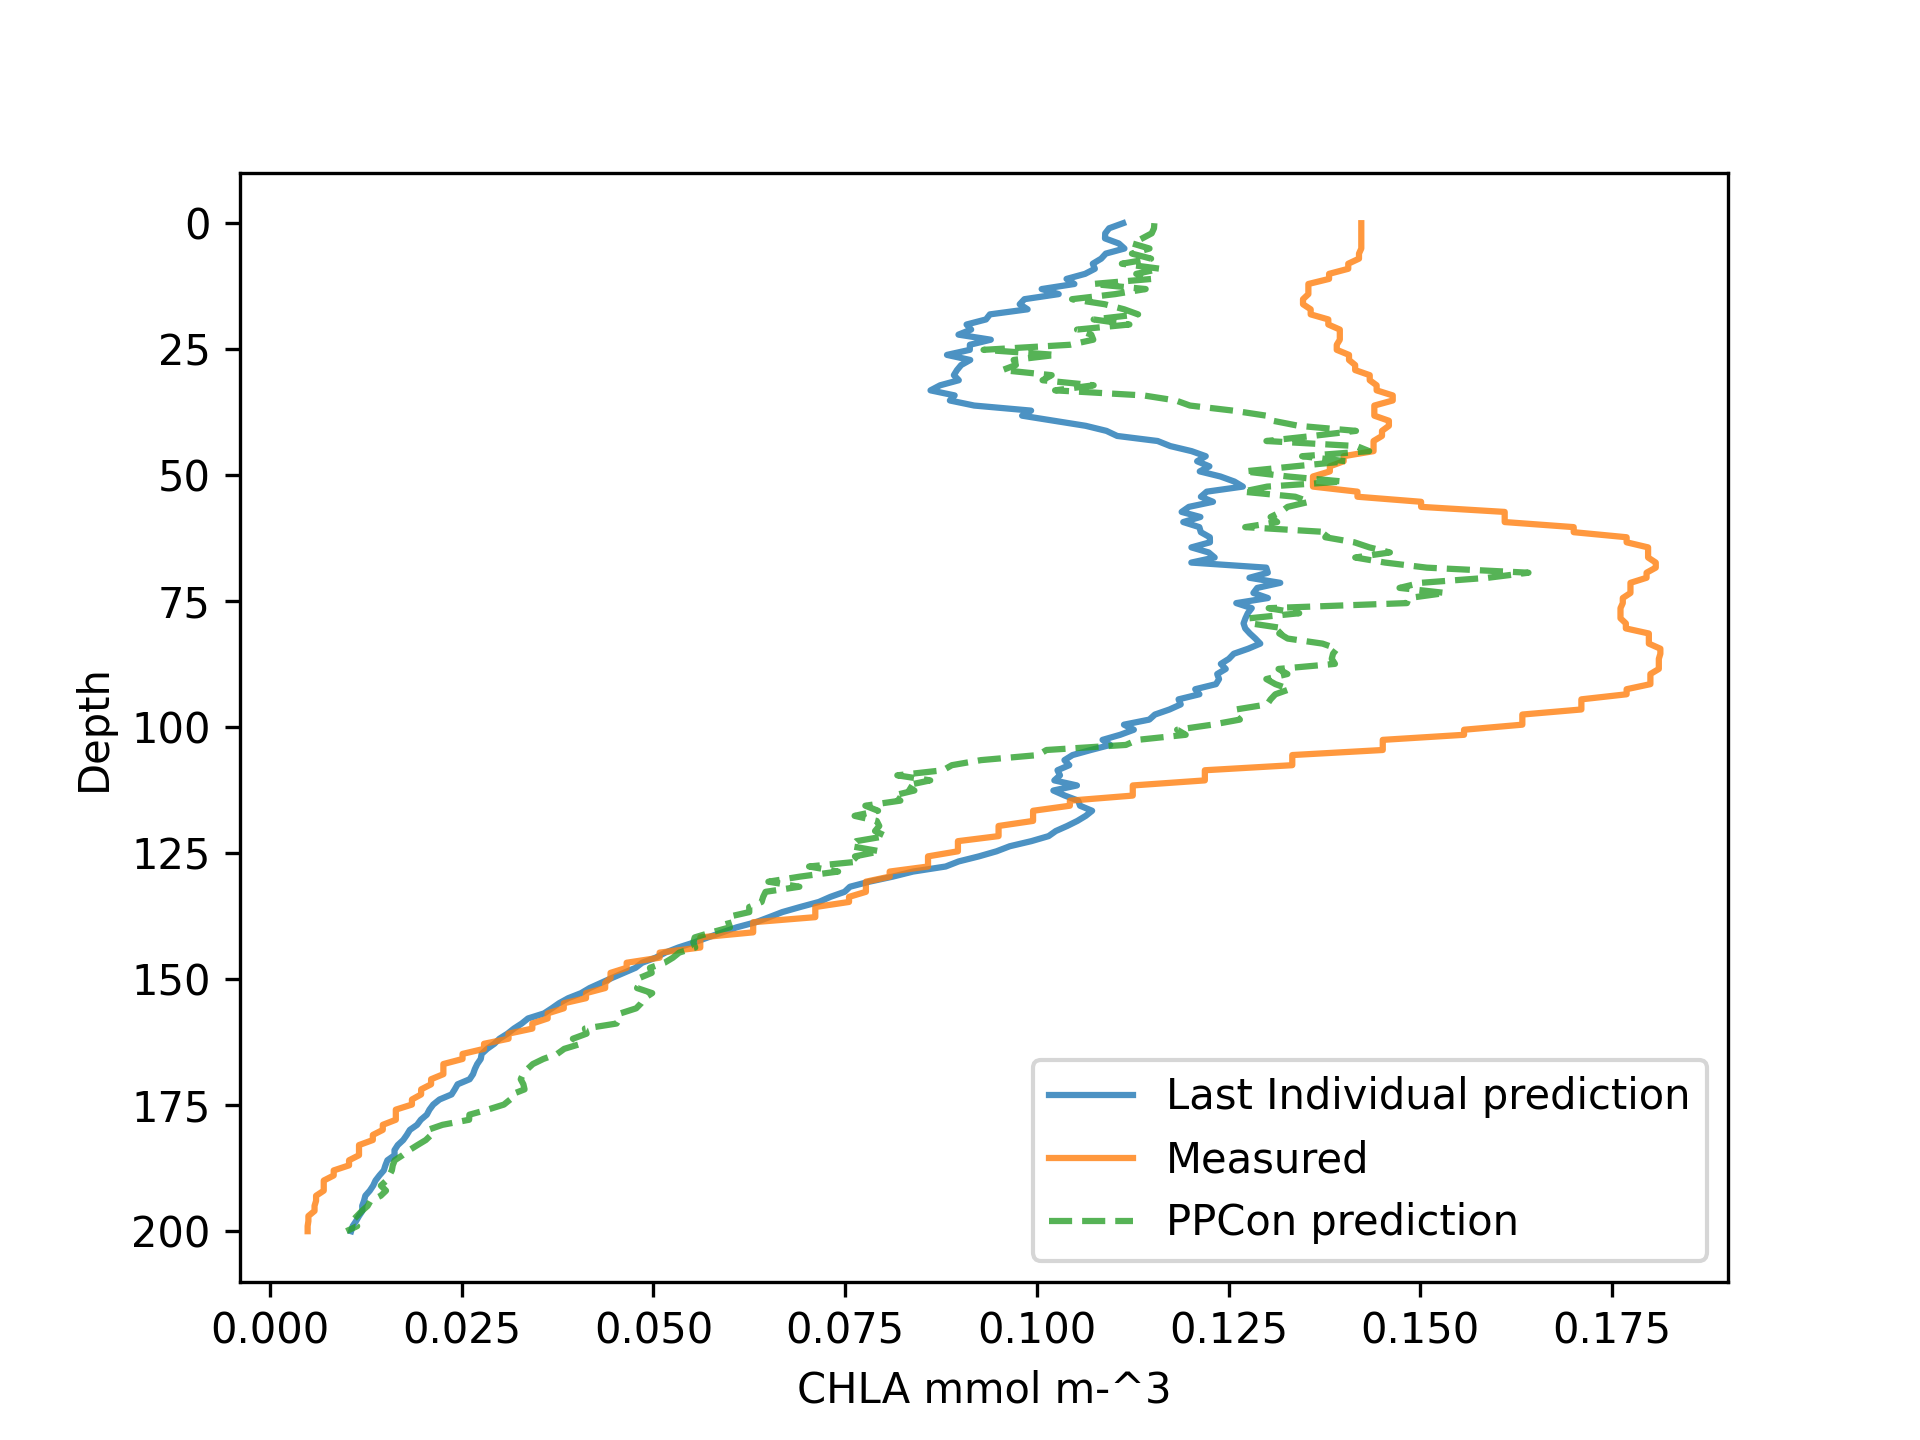 0
25
50
75
100
125
150
175
200
Depth
0.000 0.025 0.050 0.075 0.100 0.125 0.150 0.175
CHLA mmol m-^3
Last Individual prediction
Measured
PPCon prediction